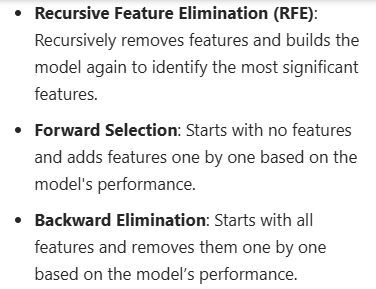 • Recursive Feature Elimination (RFE):
Recursively removes features and builds the
model again to identify the most significant
features.
• Forward Selection: Starts with no features
and adds features one by one based on the
model's performance.
• Backward Elimination: Starts with all
features and removes them one by one
based on the model’s performance.